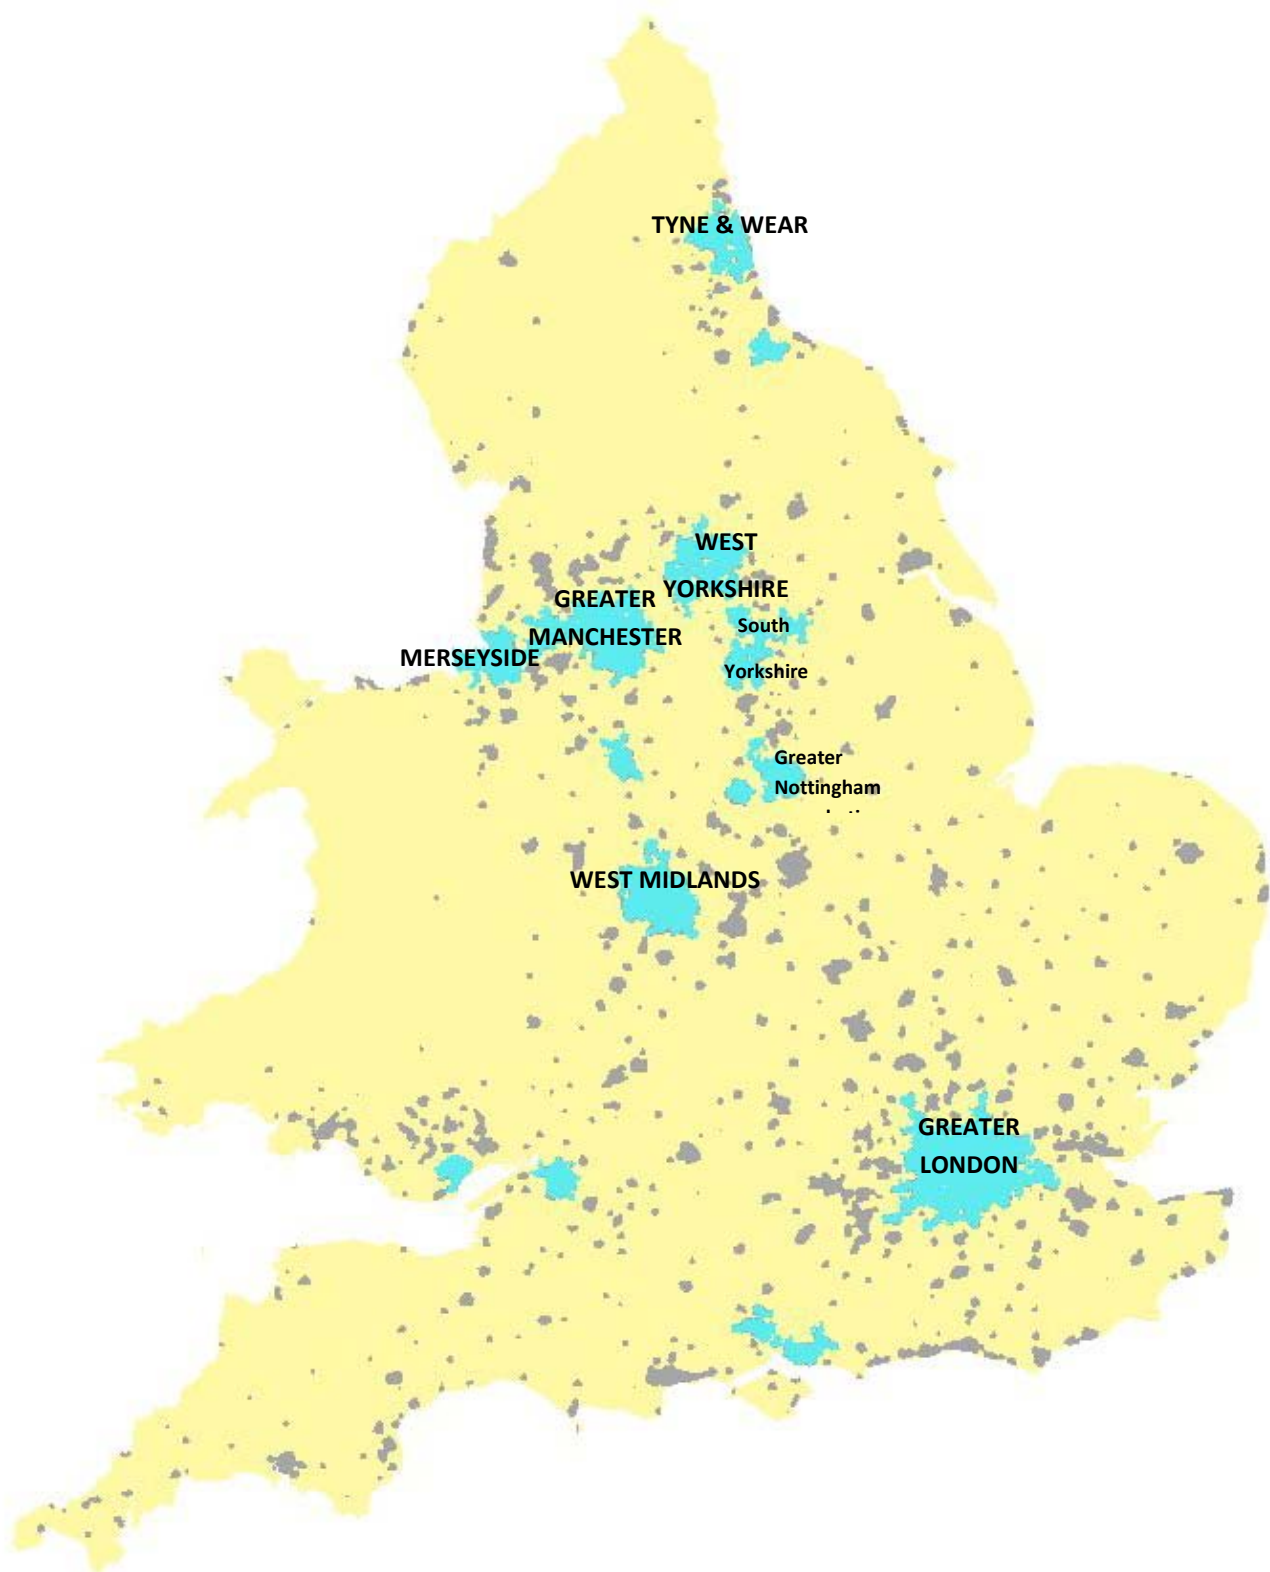 TYNE & WEAR
WEST
YORKSHIRE
GREATER
MANCHESTER
MERSEYSIDE
South
Yorkshire
Greater
Nottingham
WEST MIDLANDS
GREATER
LONDON